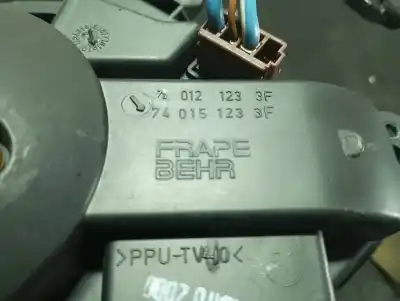 74 012 123 3F
74 015 123 3F
FRAPE
BEHR
>PPU-TV40<